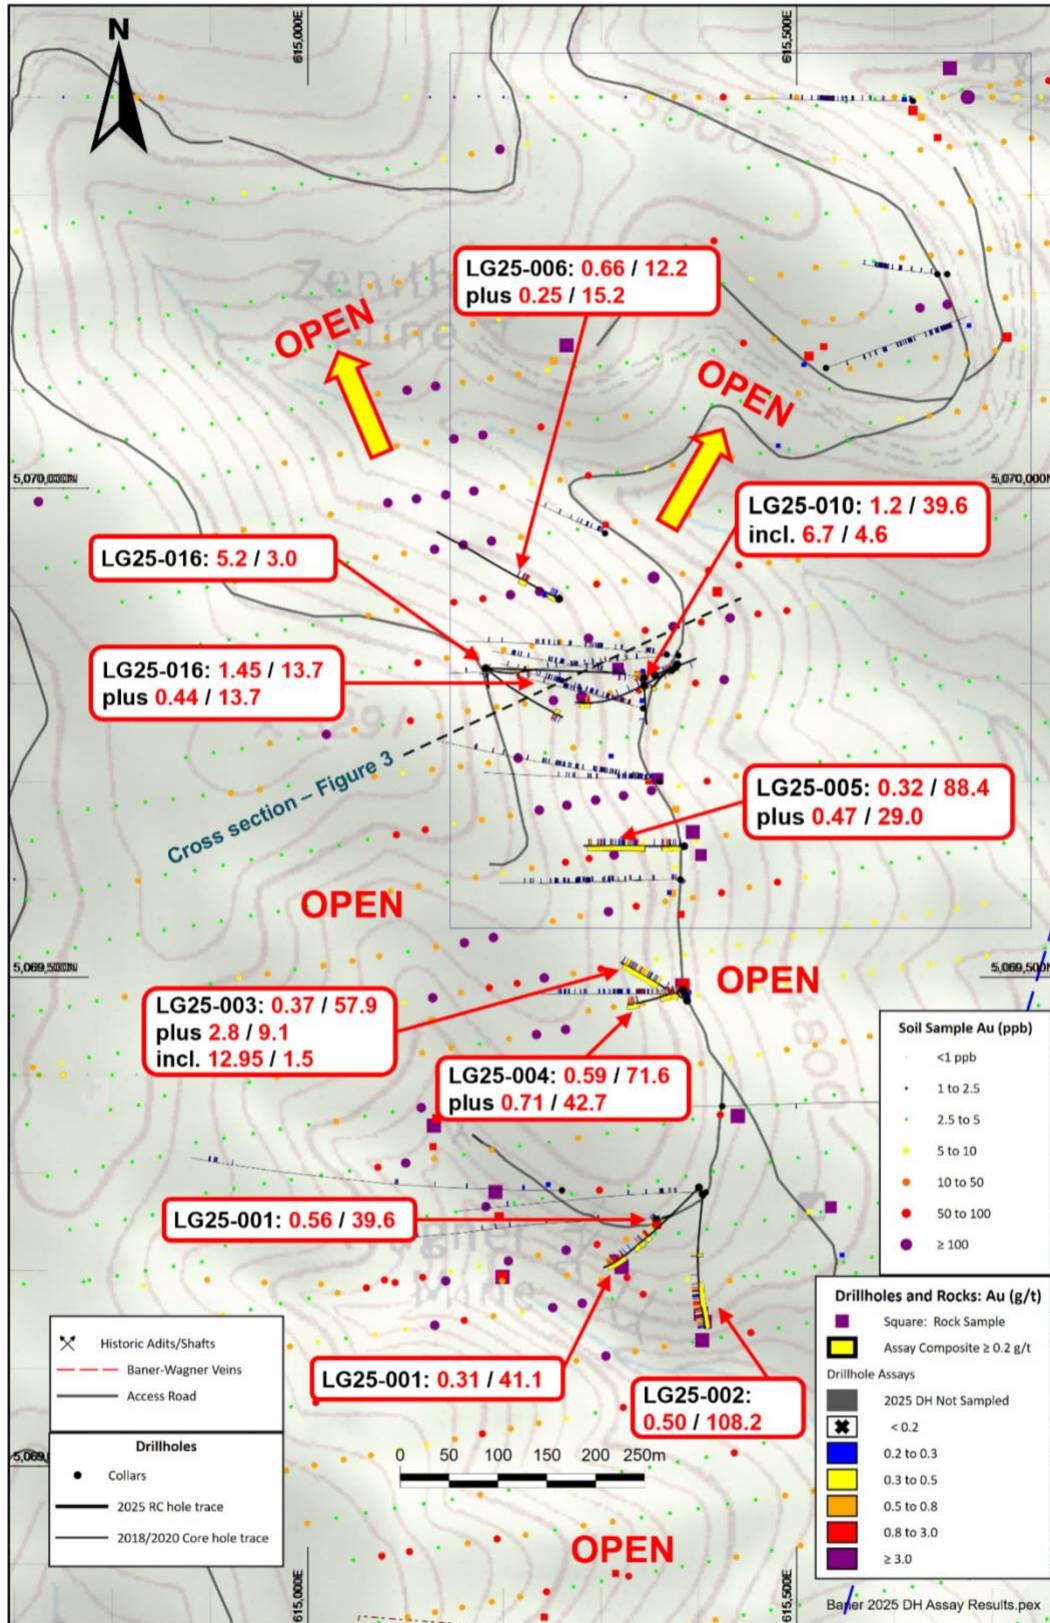 615,000E
615,500E
N
Zenith
Mine
LG25-006: 0.66 / 12.2
plus 0.25 / 15.2
OPEN
OPEN
5,070,000N
5,070,000N
LG25-010: 1.2 / 39.6
incl. 6.7 / 4.6
LG25-016: 5.2 / 3.0
LG25-016: 1.45 / 13.7
plus 0.44 / 13.7
Cross section – Figure 3
LG25-005: 0.32 / 88.4
plus 0.47 / 29.0
OPEN
OPEN
5,069,500N
5,069,500N
LG25-003: 0.37 / 57.9
plus 2.8 / 9.1
incl. 12.95 / 1.5
4800
LG25-004: 0.59 / 71.6
plus 0.71 / 42.7
Soil Sample Au (ppb)
<1 ppb
1 to 2.5
2.5 to 5
5 to 10
10 to 50
50 to 100
≥ 100
LG25-001: 0.56 / 39.6
Mine
LG25-001: 0.31 / 41.1
LG25-002:
0.50 / 108.2
Drillholes and Rocks: Au (g/t)
Square: Rock Sample
Assay Composite ≥ 0.2 g/t
Drillhole Assays
2025 DH Not Sampled
< 0.2
0.2 to 0.3
0.3 to 0.5
0.5 to 0.8
0.8 to 3.0
≥ 3.0
Historic Adits/Shafts
Baner-Wagner Veins
Access Road
Drillholes
Collars
2025 RC hole trace
2018/2020 Core hole trace
0 50 100 150 200 250m
OPEN
615,000E
615,500E
Baner 2025 DH Assay Results.pex